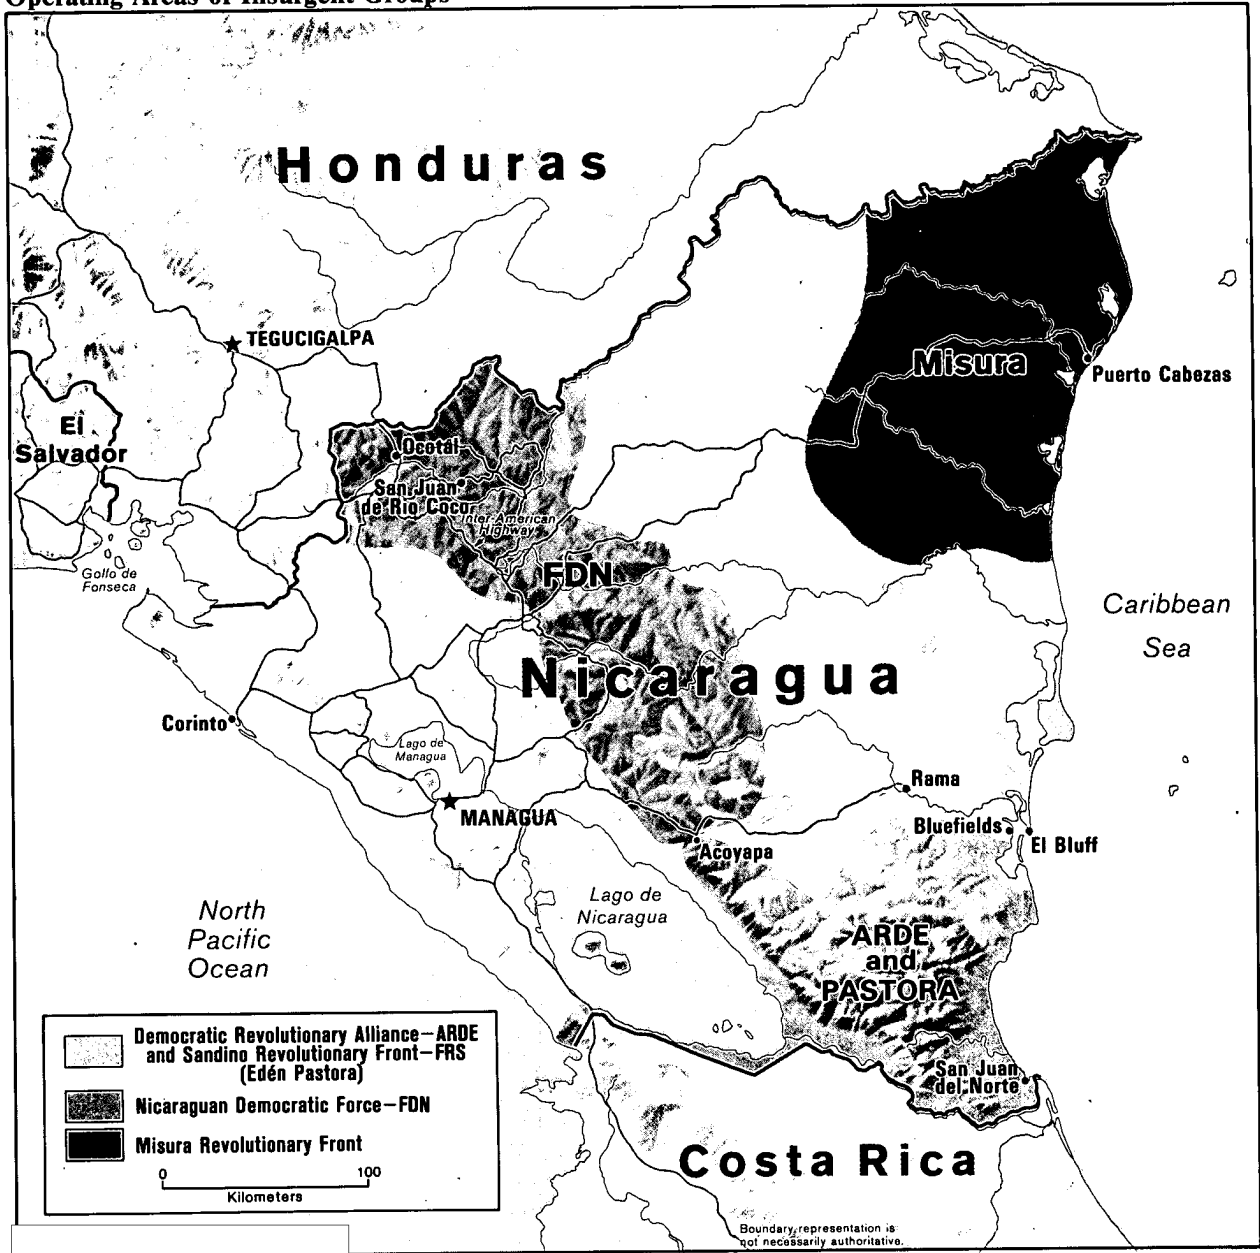 Operating Areas of Insurgent Groups
Honduras
TEGUCIGALPA
El
Salvador
Ocotal
San Juan
de Rio Coco
Inter-American
Highway
Misura
Puerto Cabezas
Gollo de
Fonseca
FDN
Caribbean
Sea
Nicaragua
Corinto
Lago de
Managua
MANAGUA
Rama
Bluefields
El Bluff
Acoyapa
Lago de
Nicaragua
North
Pacific
Ocean
ARDE
and
PASTORA
San Juan
del Norte
Democratic Revolutionary Alliance—ARDE
and Sandino Revolutionary Front—FRS
(Edén Pastora)
Nicaraguan Democratic Force—FDN
Misura Revolutionary Front
0 100
Kilometers
Costa Rica
Boundary representation is
not necessarily authoritative.